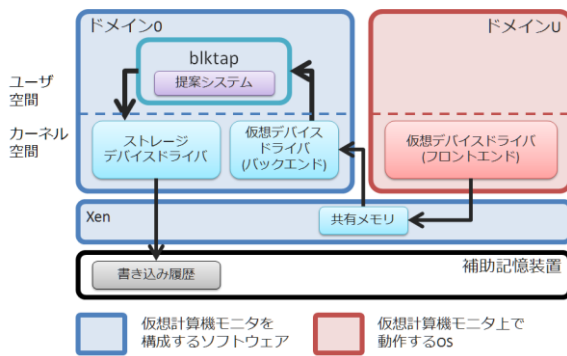 ドメイン0
ドメインU
blktap
提案システム
ユーザ
空間
カーネル
空間
ストレージ
デバイスドライバ
仮想デバイス
ドライバ
(バックエンド)
仮想デバイスドライバ
(フロントエンド)
Xen
共有メモリ
補助記憶装置
書き込み履歴
仮想計算機モニタを
構成するソフトウェア
仮想計算機モニタ上で
動作するOS